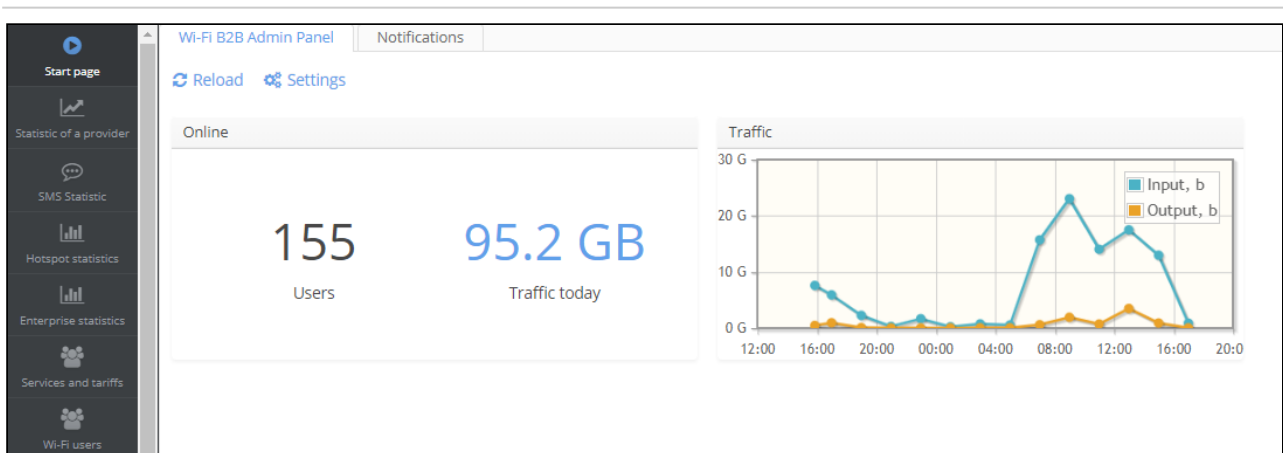 Start page
Statistic of a provider
SMS Statistic
Hotspot statistics
Enterprise statistics
Services and tariffs
Wi-Fi users
Wi-Fi B2B Admin Panel
Notifications
Reload
Settings
Online
155
Users
95.2 GB
Traffic today
Traffic
30 G
20 G
10 G
0 G
Input, b
Output, b
12:00 16:00 20:00 00:00 04:00 08:00 12:00 16:00 20:0